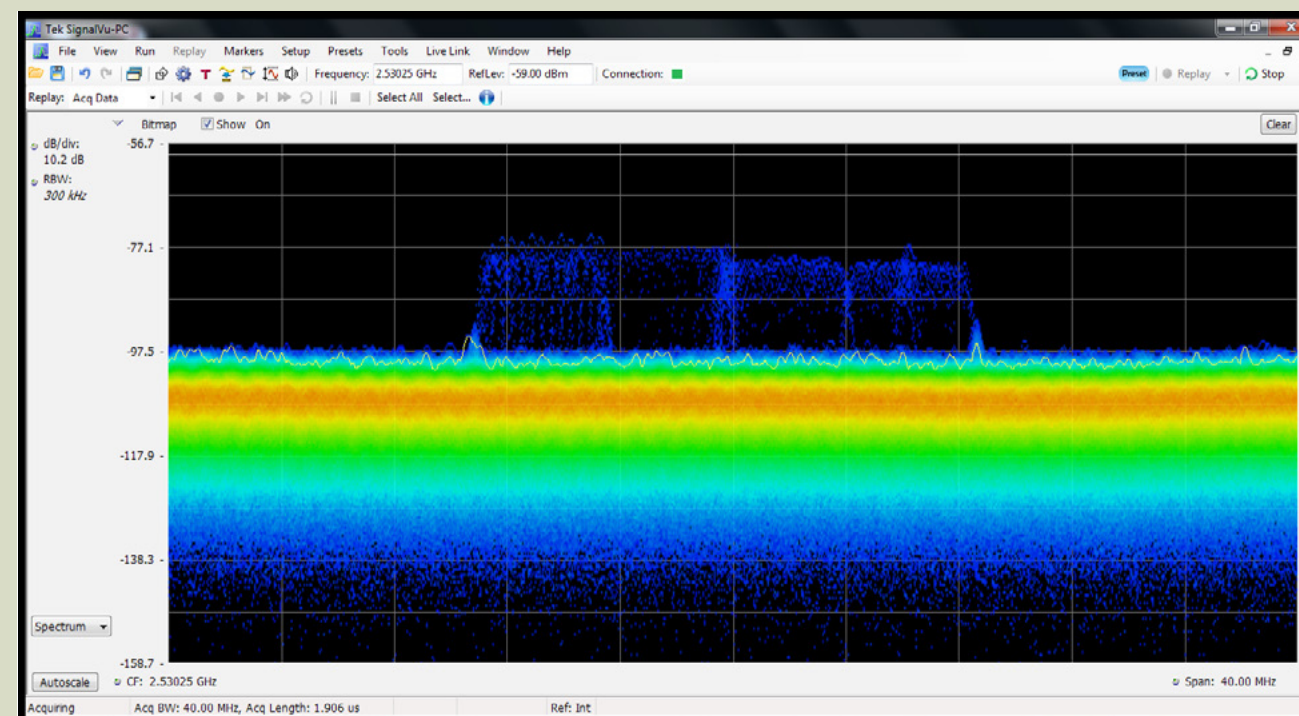 Tek SignalVu-PC
File View Run Replay Markers Setup Presets Tools Live Link Window Help
Frequency: 2.53025 GHz RefLev: -59.00 dBm Connection: Preset Replay Stop
Replay: Acq Data Select All Select...
Bitmap Show On Clear
dB/div: -56.7
10.2 dB
RBW:
300 kHz
-77.1
-97.5
-117.9
-138.3
Spectrum
-158.7
Autoscale CF: 2.53025 GHz Span: 40.00 MHz
Acquiring Acq BW: 40.00 MHz, Acq Length: 1.906 us Ref: Int